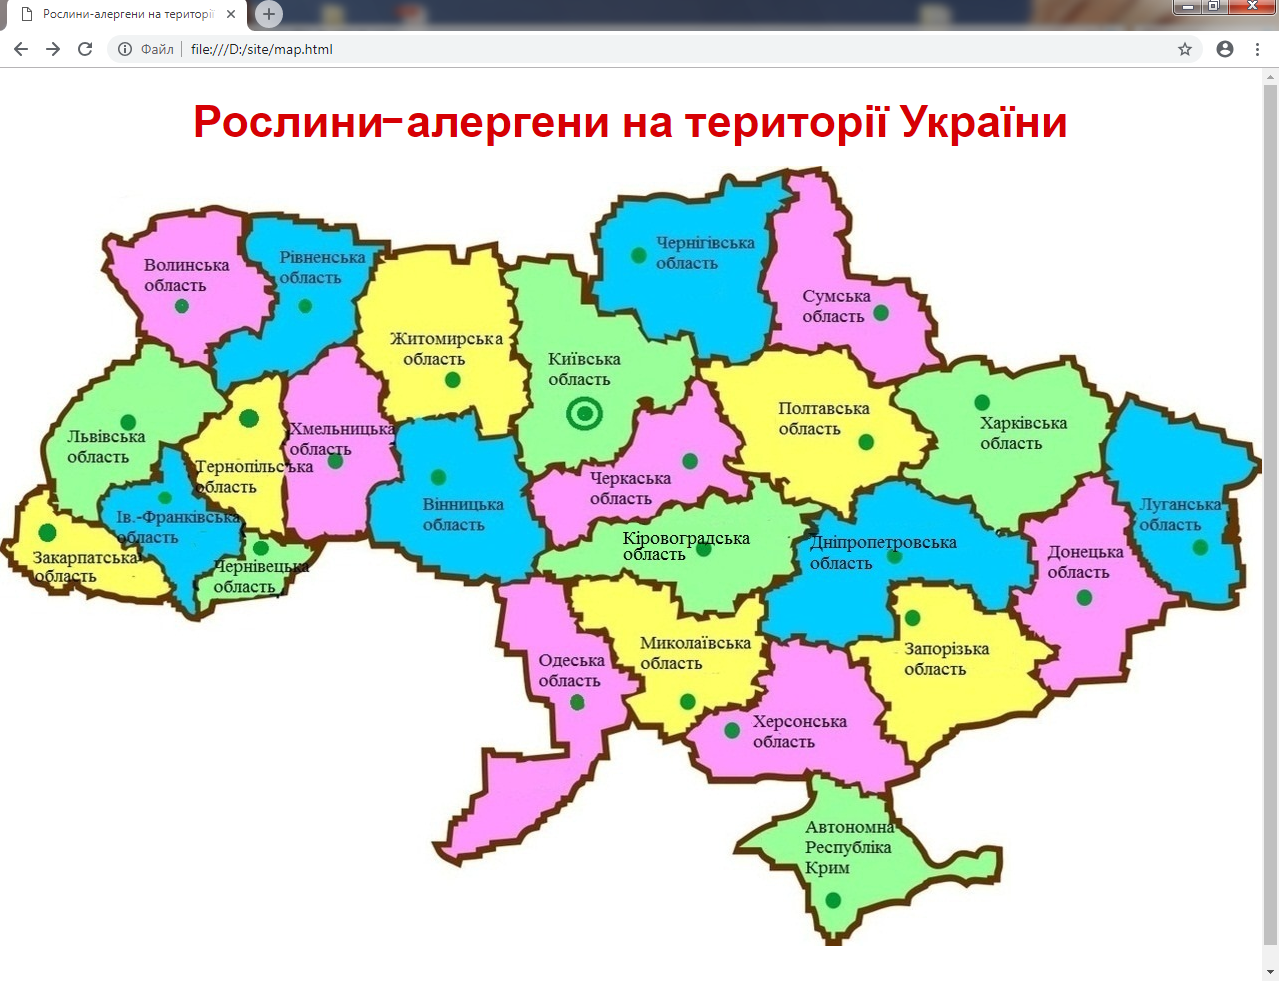 Рослини-алергени на територіï
Файл | file:///D:/site/map.html
Рослини-алергени на території України
Чернігівська
область
Волинська
область
Рівненська
область
Сумська
область
Житомирська
область
Київська
область
Полтавська
область
Харківська
область
Львівська
область
Хмельницька
область
Тернопільська
область
Черкаська
область
Вінницька
область
Луганська
область
Ів.-Франківська
область
Кіровоградська
область
Дніпропетровська
область
Донецька
область
Закарпатська
область
Чернівецька
область
Миколаївська
область
Запорізька
область
Одеська
область
Херсонська
область
Автономна
Республіка
Крим